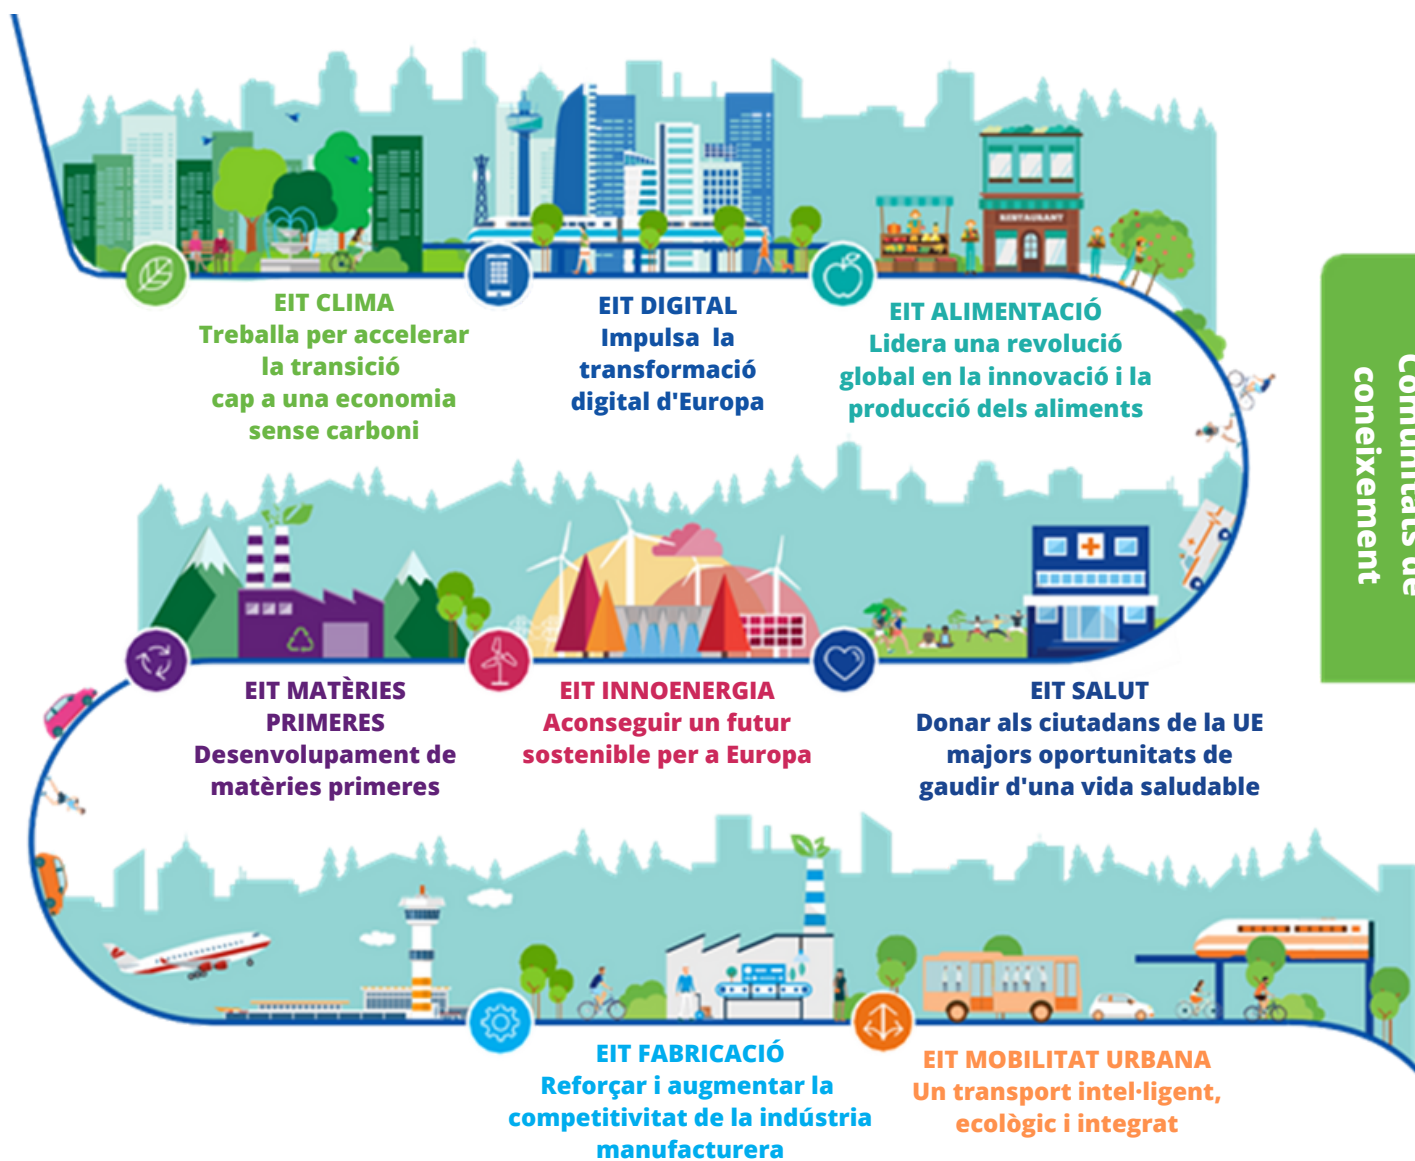 RESTAURANT
EIT CLIMA
Treballa per accelerar
la transició
cap a una economia
sense carboni
EIT DIGITAL
Impulsa la
transformació
digital d'Europa
EIT ALIMENTACIÓ
Lidera una revolució
global en la innovació i la
producció dels aliments
Comunitats de
coneixement
EIT MATÈRIES
PRIMERES
Desenvolupament de
matèries primeres
EIT INNOENERGIA
Aconseguir un futur
sostenible per a Europa
EIT SALUT
Donar als ciutadans de la UE
majors oportunitats de
gaudir d'una vida saludable
EIT FABRICACIÓ
Reforçar i augmentar la
competitivitat de la indústria
manufacturera
EIT MOBILITAT URBANA
Un transport intel·ligent,
ecològic i integrat